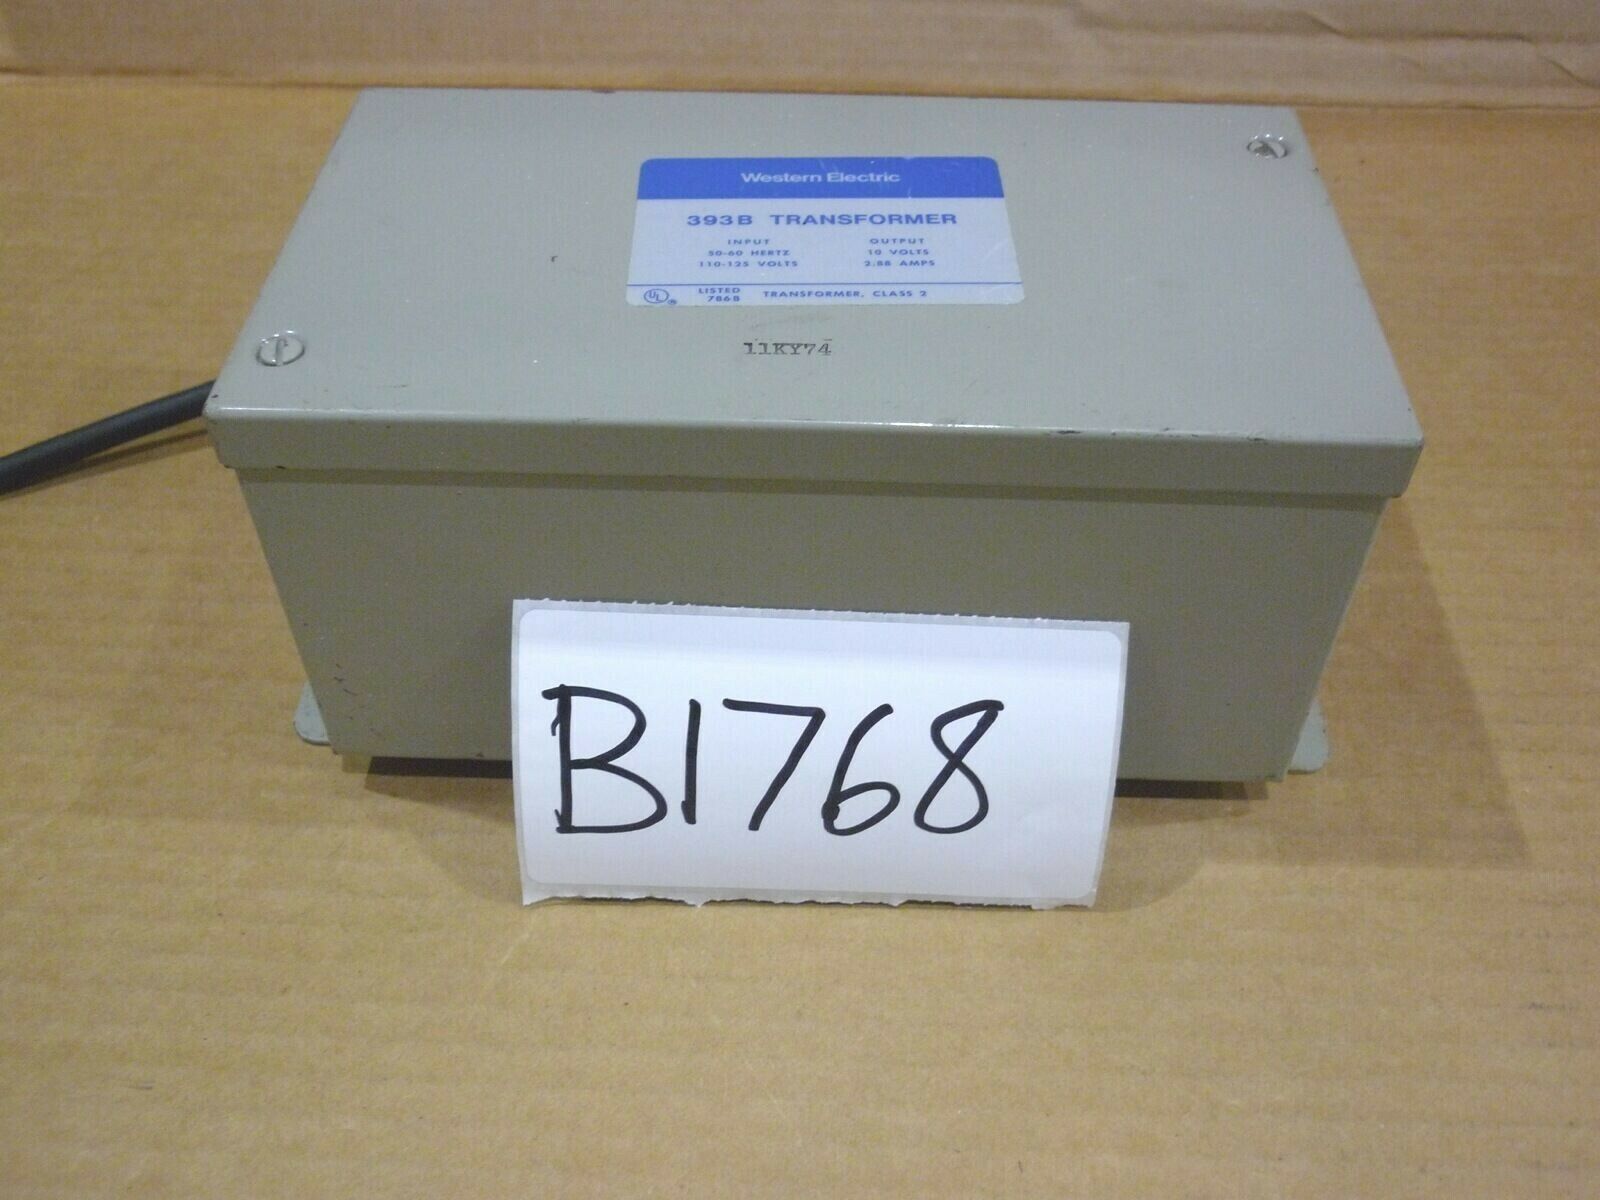 Western Electric
393B TRANSFORMER
INPUT OUTPUT
50-60 HERTZ 10 VOLTS
110-125 VOLTS 2.88 AMPS
UL ® LISTED 786B TRANSFORMER, CLASS 2
11KY74
B1768